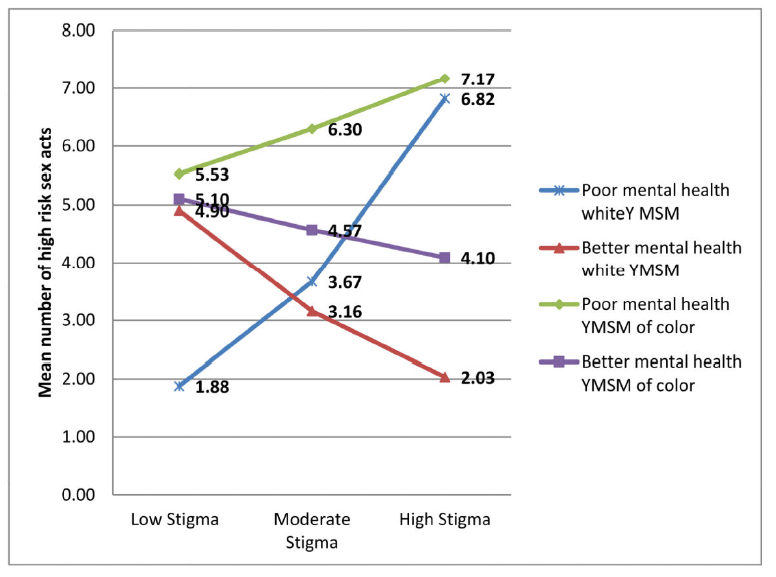 8.00
7.00
6.00
5.00
4.00
3.00
2.00
1.00
0.00
Mean number of high risk sex acts
7.17
6.82
6.30
5.53
5.10
4.90
4.57
4.10
3.67
3.16
2.03
1.88
Low Stigma
Moderate
Stigma
High Stigma
Poor mental health
whiteY MSM
Better mental health
white YMSM
Poor mental health
YMSM of color
Better mental health
YMSM of color